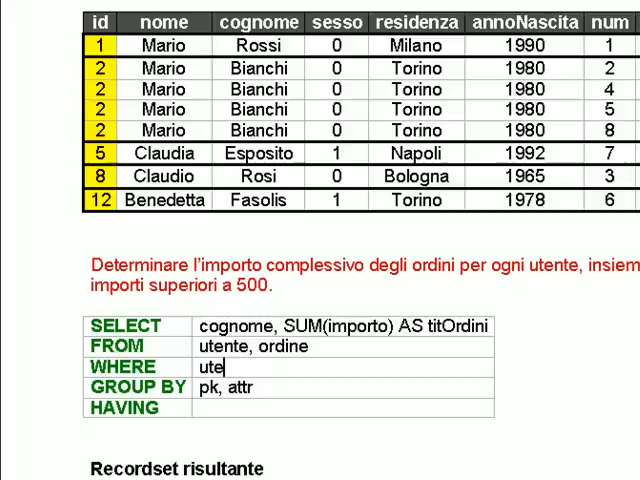 id nome cognome sesso residenza annoNascita num
1 Mario Rossi 0 Milano 1990 1
2 Mario Bianchi 0 Torino 1980 2
2 Mario Bianchi 0 Torino 1980 4
2 Mario Bianchi 0 Torino 1980 5
2 Mario Bianchi 0 Torino 1980 8
5 Claudia Esposito 1 Napoli 1992 7
8 Claudio Rosi 0 Bologna 1965 3
12 Benedetta Fasolis 1 Torino 1978 6
Determinare l'importo complessivo degli ordini per ogni utente, insiem
importi superiori a 500.
SELECT cognome, SUM(importo) AS titOrdini
FROM utente, ordine
WHERE ute
GROUP BY pk, attr
HAVING
Recordset risultante